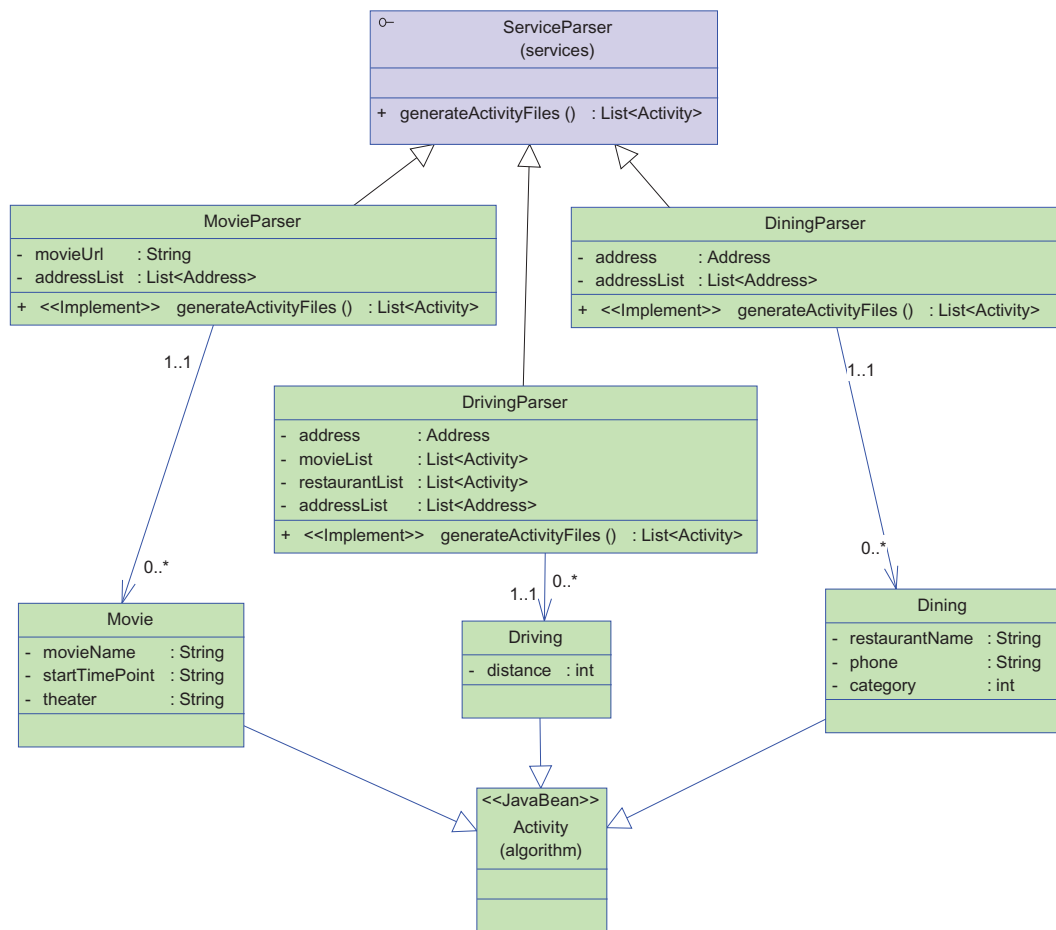 ServiceParser
(services)
+ generateActivityFiles () : List<Activity>
MovieParser
- movieUrl : String
- addressList : List<Address>
+ <<Implement>> generateActivityFiles () : List<Activity>
DiningParser
- address : Address
- addressList : List<Address>
+ <<Implement>> generateActivityFiles () : List<Activity>
1..1
1..1
DrivingParser
- address : Address
- movieList : List<Activity>
- restaurantList : List<Activity>
- addressList : List<Address>
+ <<Implement>> generateActivityFiles () : List<Activity>
0..*
1..1
0..*
0..*
Movie
- movieName : String
- startTimePoint : String
- theater : String
Driving
- distance : int
Dining
- restaurantName : String
- phone : String
- category : int
<<JavaBean>>
Activity
(algorithm)